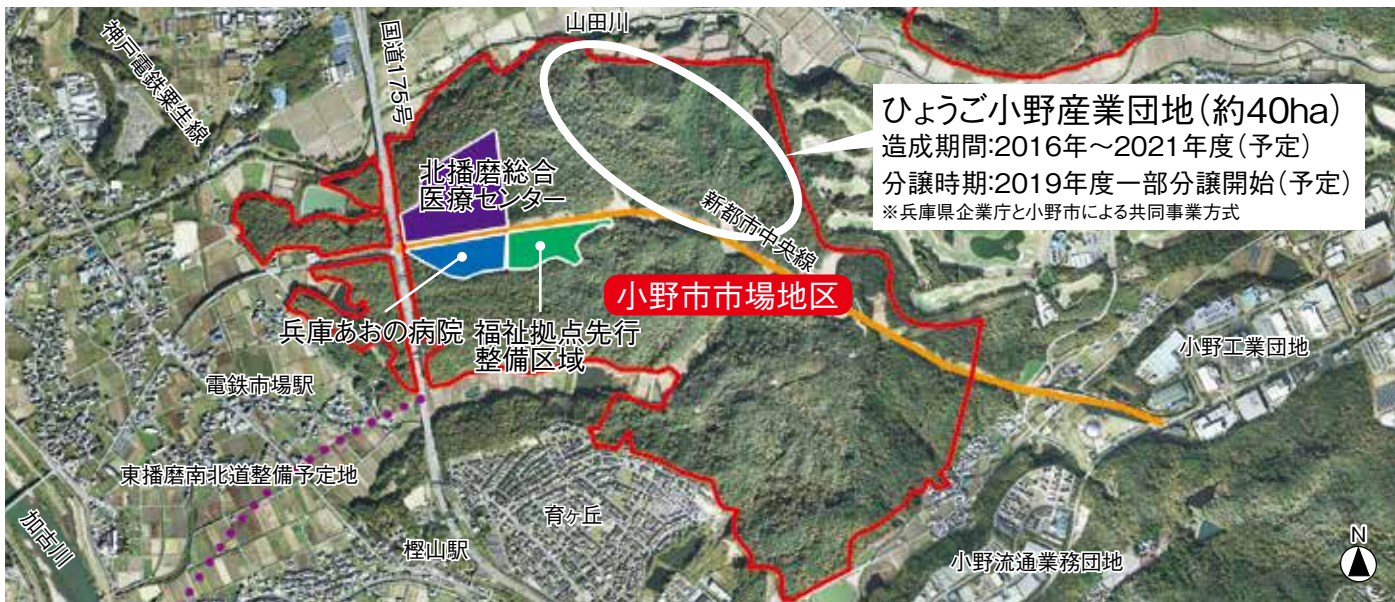 山田川
神戸電鉄粟生線
国道175号
ひょうご小野産業団地(約40ha)
造成期間:2016年～2021年度(予定)
分譲時期:2019年度一部分譲開始(予定)
※兵庫県企業庁と小野市による共同事業方式
北播磨総合
医療センター
新都市中央線
小野市市場地区
兵庫あおの病院
福祉拠点先行
整備区域
小野工業団地
電鉄市場駅
東播磨南北道整備予定地
育ヶ丘
加古川
樫山駅
小野流通業務団地
N